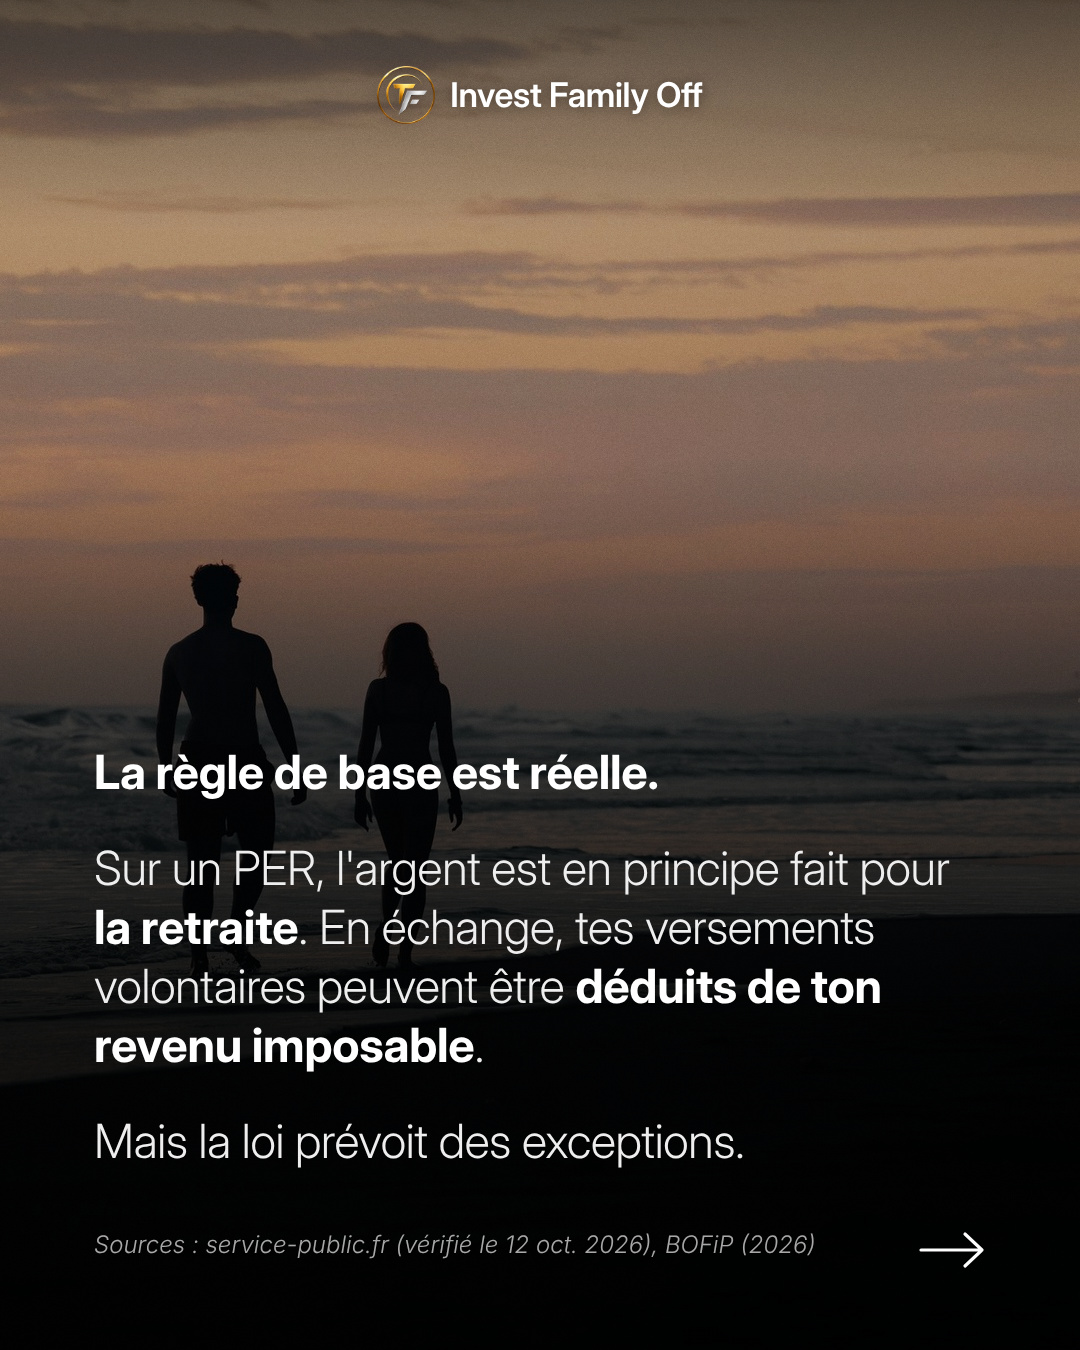 TF Invest Family Off
La règle de base est réelle.
Sur un PER, l'argent est en principe fait pour
la retraite. En échange, tes versements
volontaires peuvent être déduits de ton
revenu imposable.
Mais la loi prévoit des exceptions.
Sources : service-public.fr (vérifié le 12 oct. 2026), BOFiP (2026)